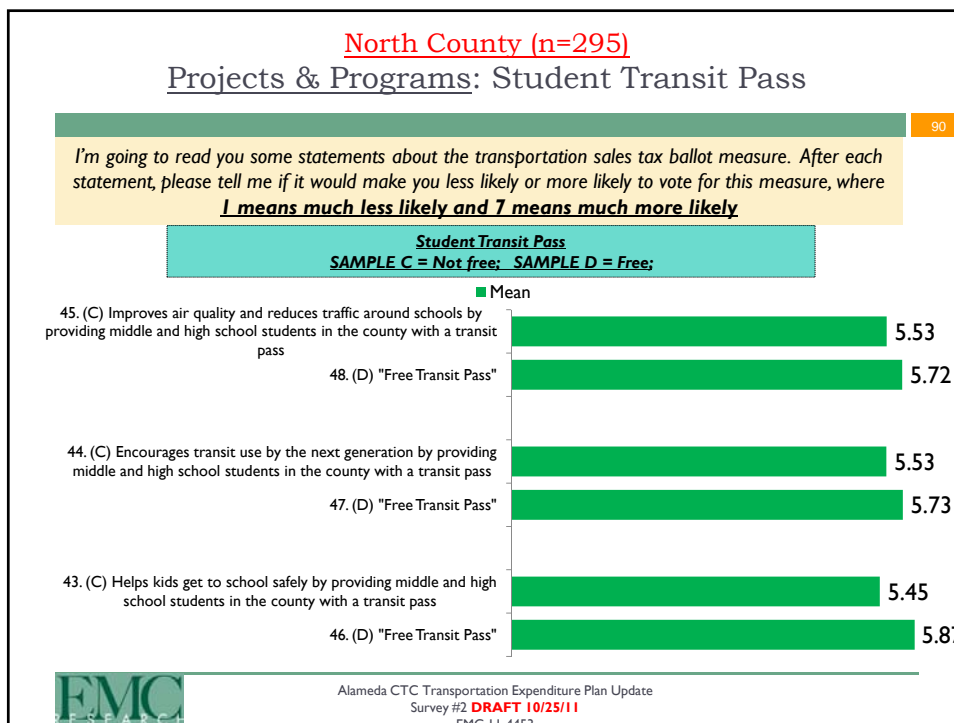 North County (n=295)
Projects & Programs: Student Transit Pass
90
I'm going to read you some statements about the transportation sales tax ballot measure. After each
statement, please tell me if it would make you less likely or more likely to vote for this measure, where
1 means much less likely and 7 means much more likely
Student Transit Pass
SAMPLE C = Not free; SAMPLE D = Free;
Mean
45. (C) Improves air quality and reduces traffic around schools by
providing middle and high school students in the county with a transit
pass
5.53
48. (D) "Free Transit Pass"
5.72
44. (C) Encourages transit use by the next generation by providing
middle and high school students in the county with a transit pass
5.53
47. (D) "Free Transit Pass"
5.73
43. (C) Helps kids get to school safely by providing middle and high
school students in the county with a transit pass
5.45
46. (D) "Free Transit Pass"
5.87
EMC
RESEARCH
Alameda CTC Transportation Expenditure Plan Update
Survey #2 DRAFT 10/25/11
EMC 11-4452